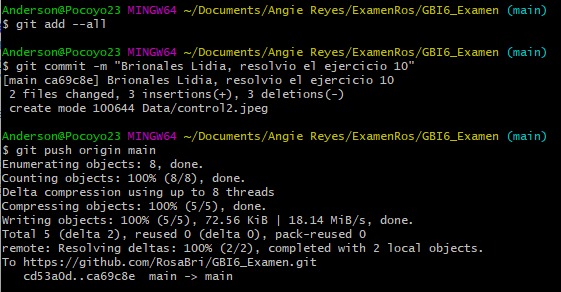 Anderson@Pocoyo23 MINGW64 ~/Documents/Angie Reyes/ExamenRos/GBI6_Examen (main)
$ git add --all
Anderson@Pocoyo23 MINGW64 ~/Documents/Angie Reyes/ExamenRos/GBI6_Examen (main)
$ git commit -m "Brionales Lidia, resolvio el ejercicio 10"
[main ca69c8e] Brionales Lidia, resolvio el ejercicio 10
2 files changed, 3 insertions(+), 3 deletions(-)
create mode 100644 Data/control2.jpeg
Anderson@Pocoyo23 MINGW64 ~/Documents/Angie Reyes/ExamenRos/GBI6_Examen (main)
$ git push origin main
Enumerating objects: 8, done.
Counting objects: 100% (8/8), done.
Delta compression using up to 8 threads
Compressing objects: 100% (5/5), done.
Writing objects: 100% (5/5), 72.56 KiB | 18.14 MiB/s, done.
Total 5 (delta 2), reused 0 (delta 0), pack-reused 0
remote: Resolving deltas: 100% (2/2), completed with 2 local objects.
To https://github.com/RosaBri/GBI6_Examen.git
cd53a0d..ca69c8e  main -> main